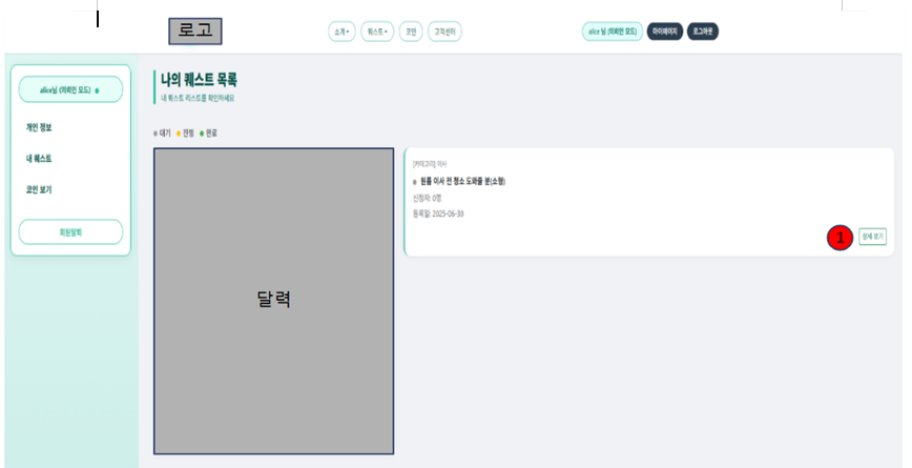 로고
소개 퀘스트 코인 고객센터
alice 님 (의뢰인 모드) 마이페이지 로그아웃
alice님 (의뢰인 모드)
개인 정보
내 퀘스트
코인 보기
회원탈퇴
나의 퀘스트 목록
내 퀘스트 리스트를 확인하세요
대기 진행 완료
달력
[카테고리] 이사
원룸 이사 전 청소 도와줄 분(소형)
신청자: 0명
등록일: 2025-06-30
1 상세 보기